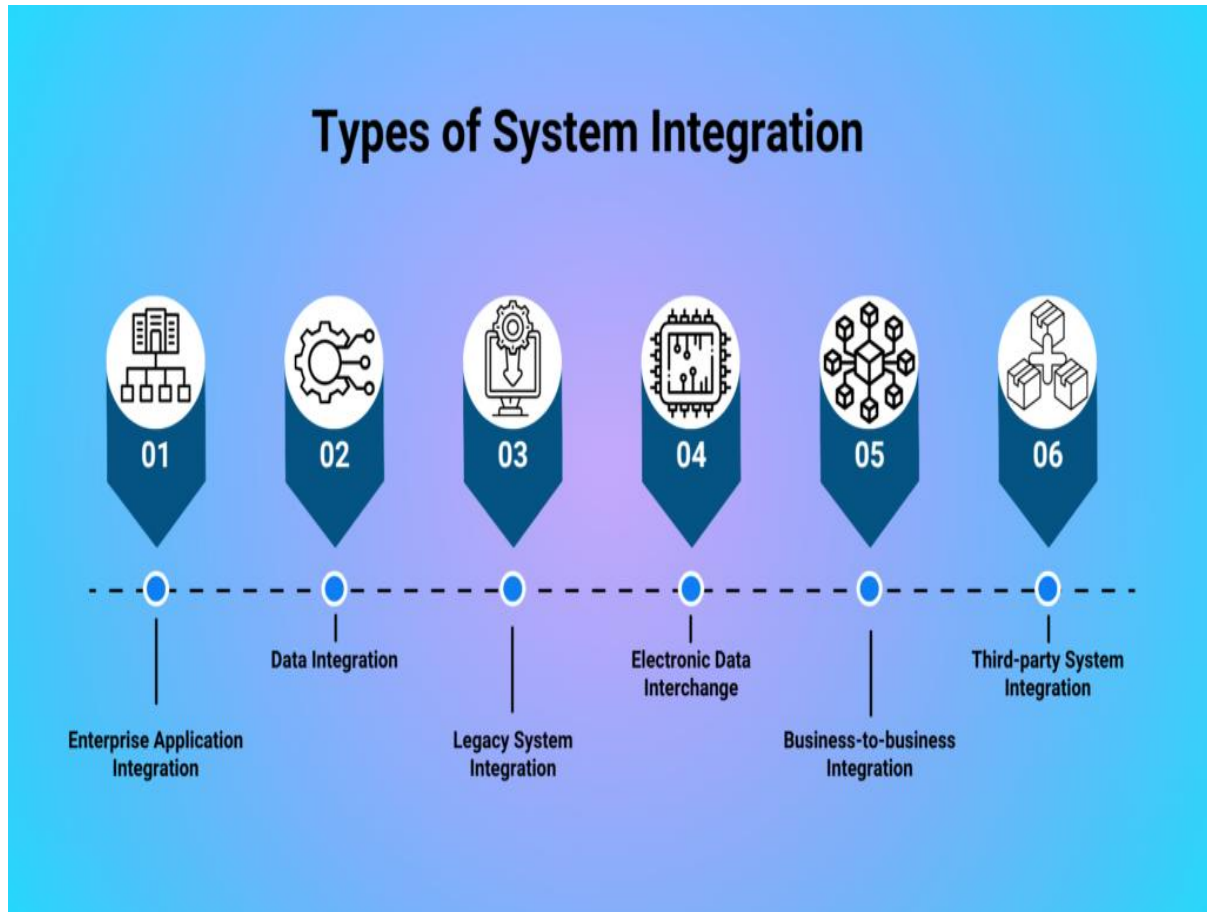 Types of System Integration
01
02
03
04
05
06
Enterprise Application
Integration
Data Integration
Legacy System
Integration
Electronic Data
Interchange
Business-to-business
Integration
Third-party System
Integration